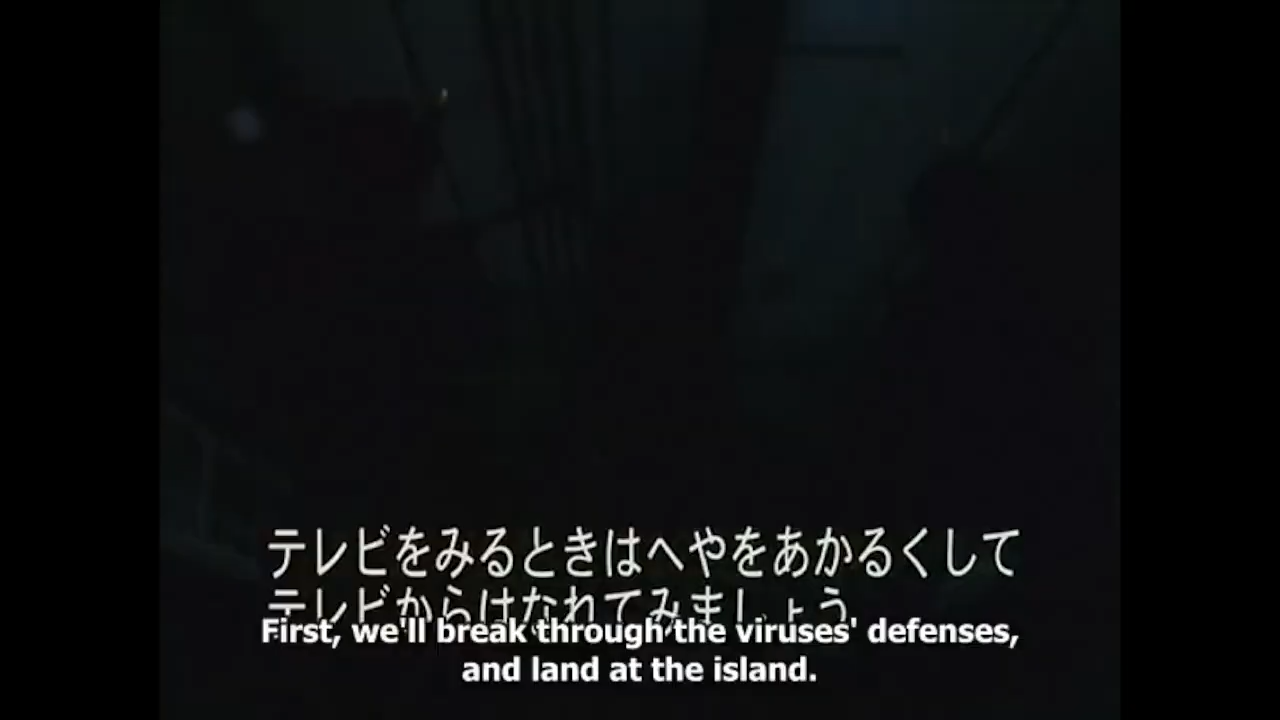 テレビをみるときはへやをあかるくして
テレビからはなれてみましょう
First, we'll break through the viruses' defenses,
and land at the island.